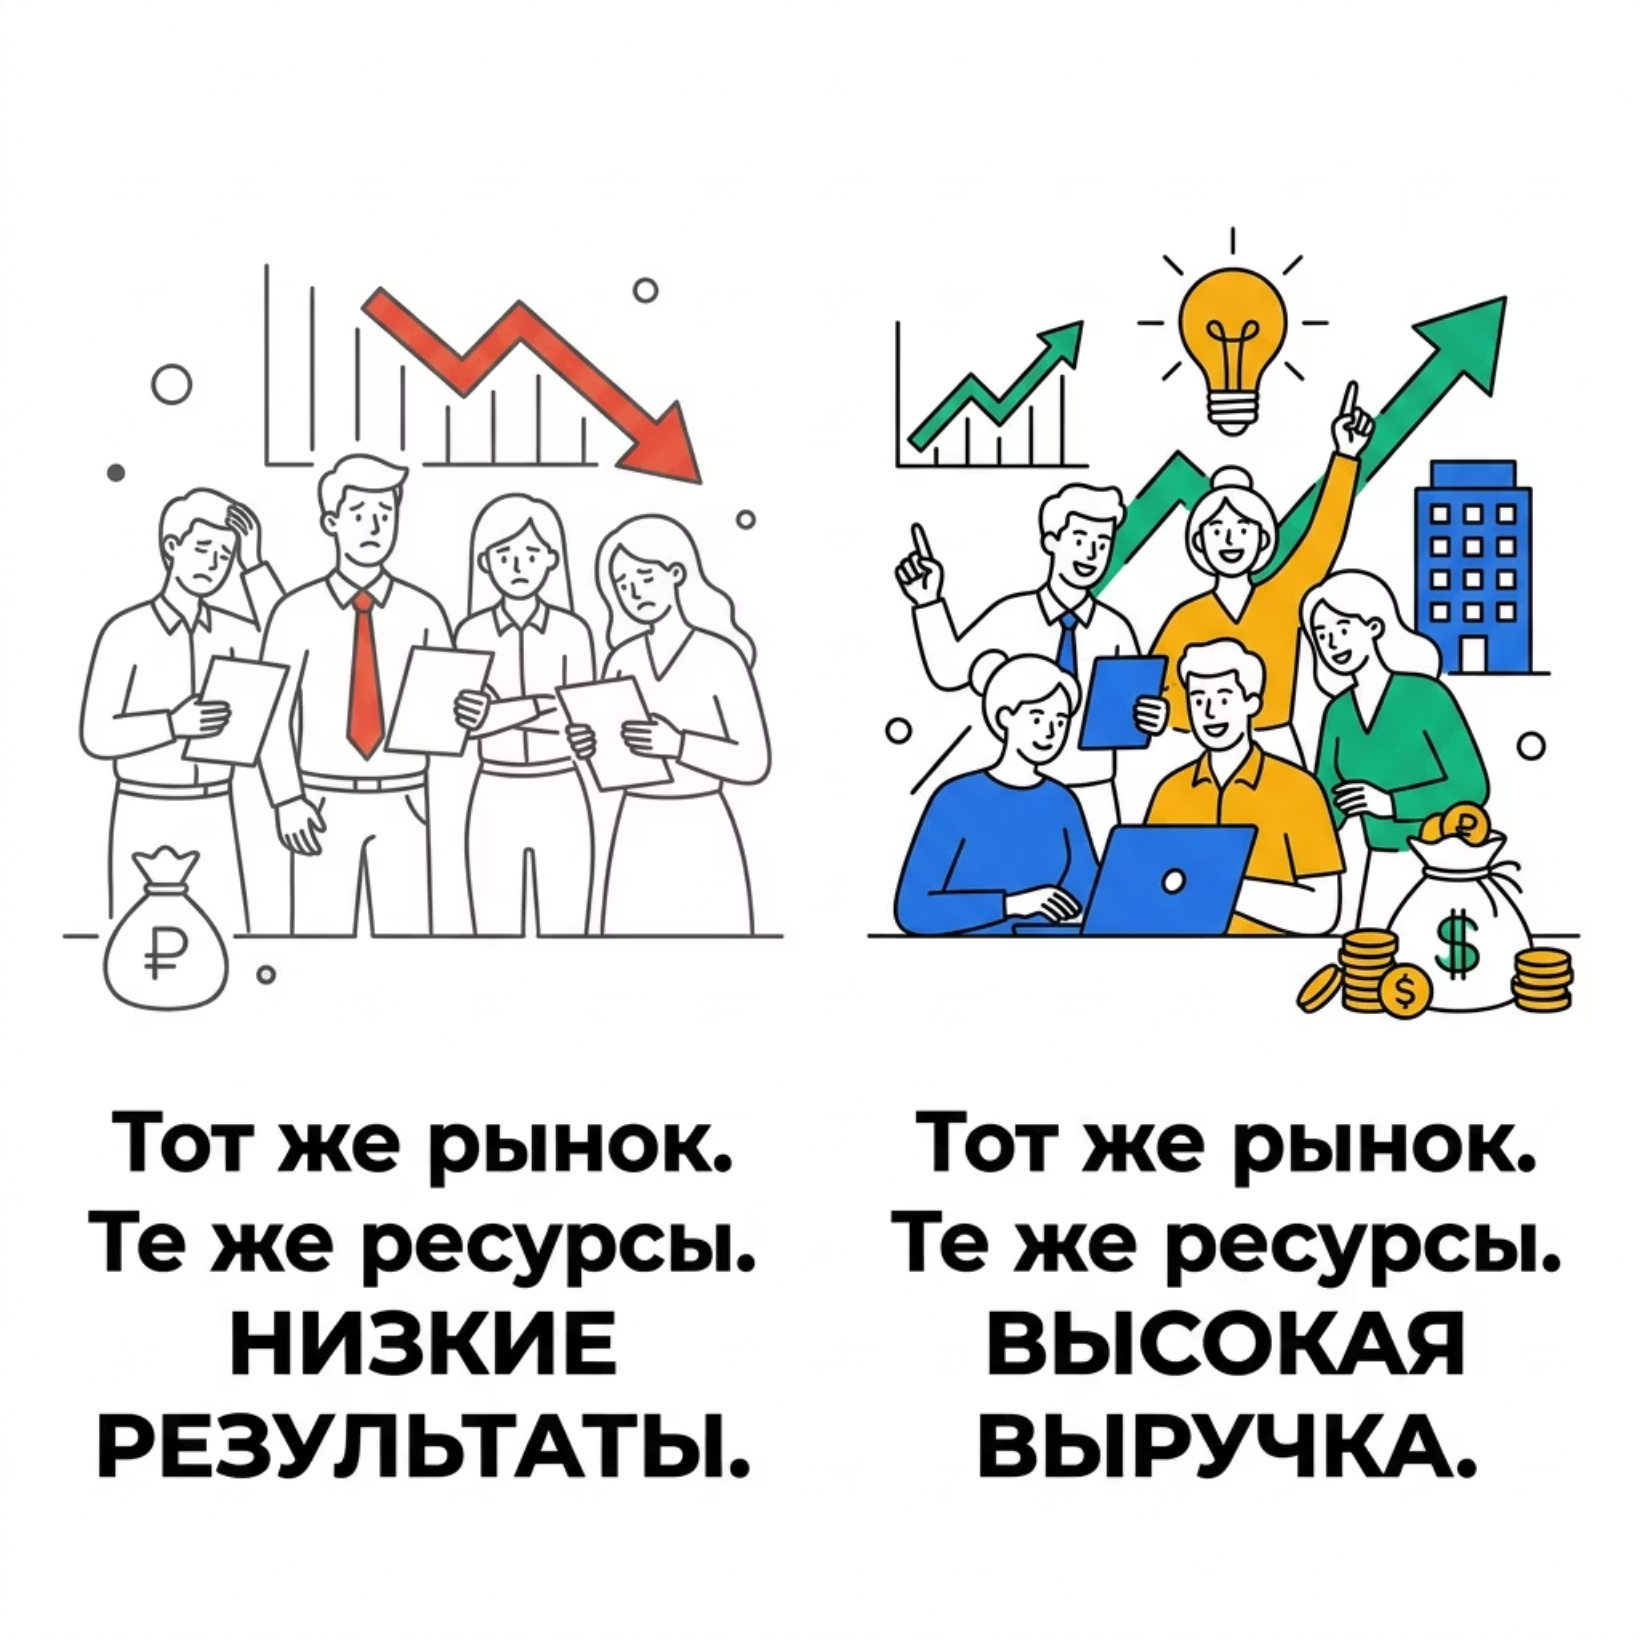 ₽
₽
$
$
Тот же рынок.
Те же ресурсы.
НИЗКИЕ
РЕЗУЛЬТАТЫ.
Тот же рынок.
Те же ресурсы.
ВЫСОКАЯ
ВЫРУЧКА.